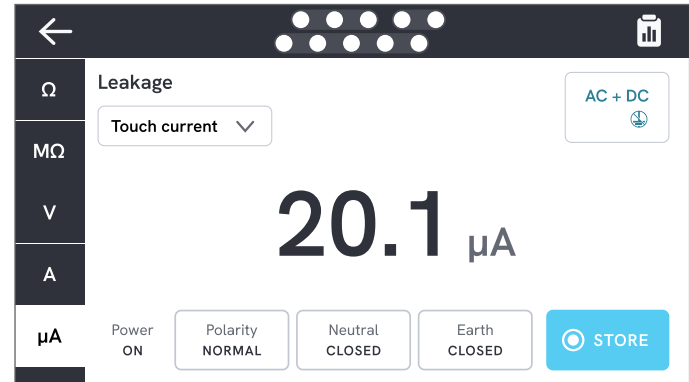 Ω
Leakage
AC + DC
Touch current
MΩ
V
20.1 µA
A
µA
Power
ON
Polarity
NORMAL
Neutral
CLOSED
Earth
CLOSED
STORE